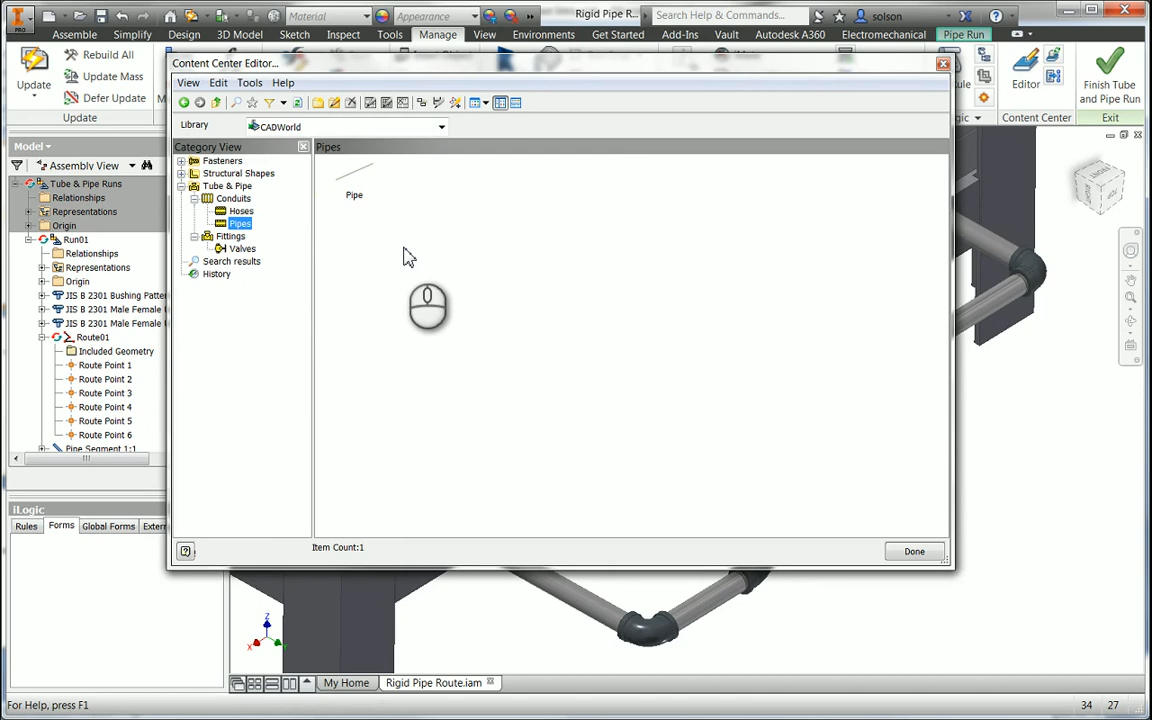 Material
Appearance
Rigid Pipe R...
Search Help & Commands...
solson
PRO
Assemble Simplify Design 3D Model Sketch Inspect Tools Manage View Environments Get Started Add-Ins Vault Autodesk A360 Electromechanical Pipe Run
Update
Rebuild All
Update Mass
Defer Update
Update
Editor
Content Center
Finish Tube
and Pipe Run
Exit
Content Center Editor...
View Edit Tools Help
Library
CADWorld
Category View
Pipes
Fasteners
Structural Shapes
Tube & Pipe
Conduits
Hoses
Pipes
Fittings
Valves
Search results
History
Pipe
Item Count:1
Done
Model
Assembly View
Tube & Pipe Runs
Relationships
Representations
Origin
Run01
Relationships
Representations
Origin
JIS B 2301 Bushing Patter
JIS B 2301 Male Female
JIS B 2301 Male Female
Route01
Included Geometry
Route Point 1
Route Point 2
Route Point 3
Route Point 4
Route Point 5
Route Point 6
Pipe Segment 1:1
iLogic
Rules Forms Global Forms Extern
Z
X
My Home
Rigid Pipe Route.iam
For Help, press F1
34 27